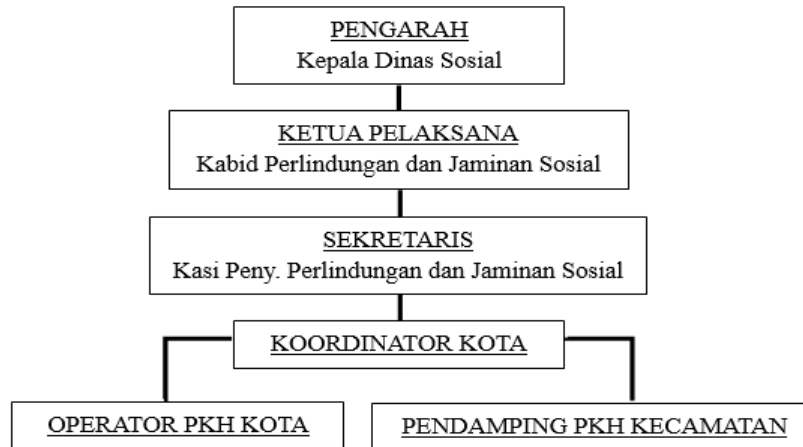 PENGARAH
Kepala Dinas Sosial
KETUA PELAKSANA
Kabid Perlindungan dan Jaminan Sosial
SEKRETARIS
Kasi Peny. Perlindungan dan Jaminan Sosial
KOORDINATOR KOTA
OPERATOR PKH KOTA
PENDAMPING PKH KECAMATAN